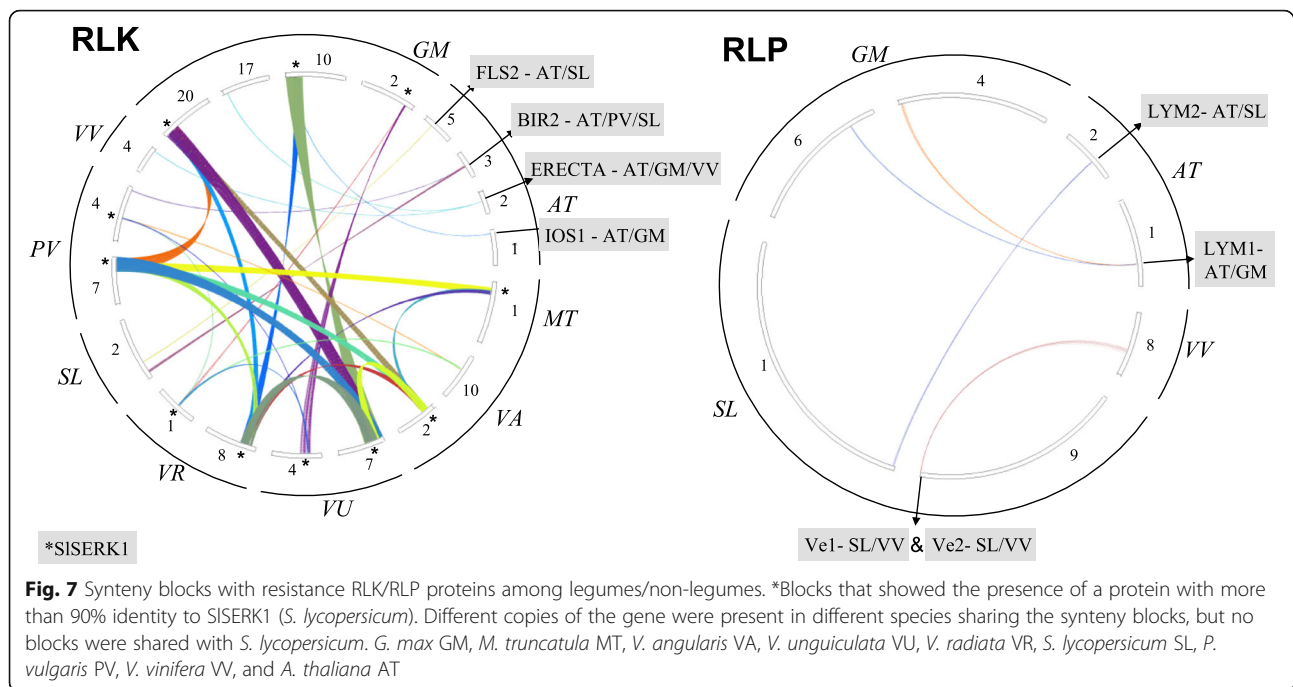 RLK
GM
10
*
17
2 *
20
*
5
VV
4
3
2
AT
4
*
1
PV
*
7
*
1
MT
2
SL
10
*
1
VA
2
*
8
*
VR
4
*
7
*
VU
FLS2 - AT/SL
BIR2 - AT/PV/SL
ERECTA - AT/GM/VV
IOS1 - AT/GM
*SlSERK1
RLP
GM
4
6
2
AT
1
SL
1
8
VV
9
LYM2- AT/SL
LYM1-
AT/GM
Ve1- SL/VV & Ve2- SL/VV
Fig. 7 Synteny blocks with resistance RLK/RLP proteins among legumes/non-legumes. *Blocks that showed the presence of a protein with more
than 90% identity to SlSERK1 (S. lycopersicum). Different copies of the gene were present in different species sharing the synteny blocks, but no
blocks were shared with S. lycopersicum. G. max GM, M. truncatula MT, V. angularis VA, V. unguiculata VU, V. radiata VR, S. lycopersicum SL, P.
vulgaris PV, V. vinifera VV, and A. thaliana AT